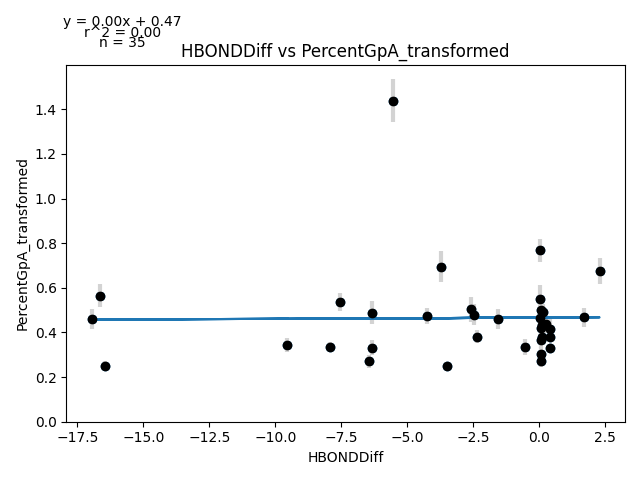 y = 0.00x + 0.47
r^2 = 0.00
n = 35
HBONDDiff vs PercentGpA_transformed
PercentGpA_transformed
1.4
1.2
1.0
0.8
0.6
0.4
0.2
0.0
−17.5 −15.0 −12.5 −10.0 −7.5 −5.0 −2.5 0.0 2.5
HBONDDiff